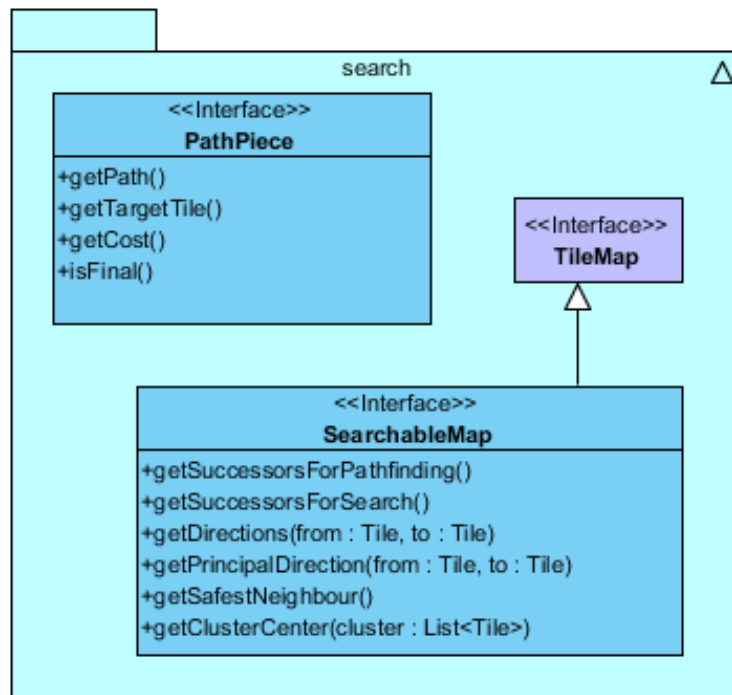 search
<<Interface>>
PathPiece
+getPath()
+getTargetTile()
+getCost()
+isFinal()
<<Interface>>
TileMap
<<Interface>>
SearchableMap
+getSuccessorsForPathfinding()
+getSuccessorsForSearch()
+getDirections(from : Tile, to : Tile)
+getPrincipalDirection(from : Tile, to : Tile)
+getSafestNeighbour()
+getClusterCenter(cluster : List<Tile>)